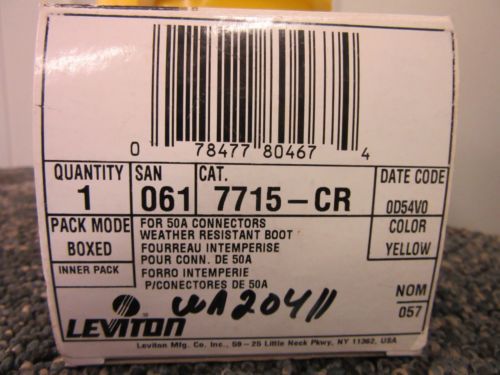 0 78477 80467 4
QUANTITY SAN CAT. DATE CODE
1 061 7715-CR 0D54V0
PACK MODE FOR 50A CONNECTORS COLOR
BOXED WEATHER RESISTANT BOOT YELLOW
FOURREAU INTEMPERISE
INNER PACK POUR CONN. DE 50A
FORRO INTEMPERIE NOM
P/CONECTORES DE 50A 057
WA20411
LEVITON
Leviton Mfg. Co, Inc., 59-25 Little Neck Pkwy, NY 11362, USA